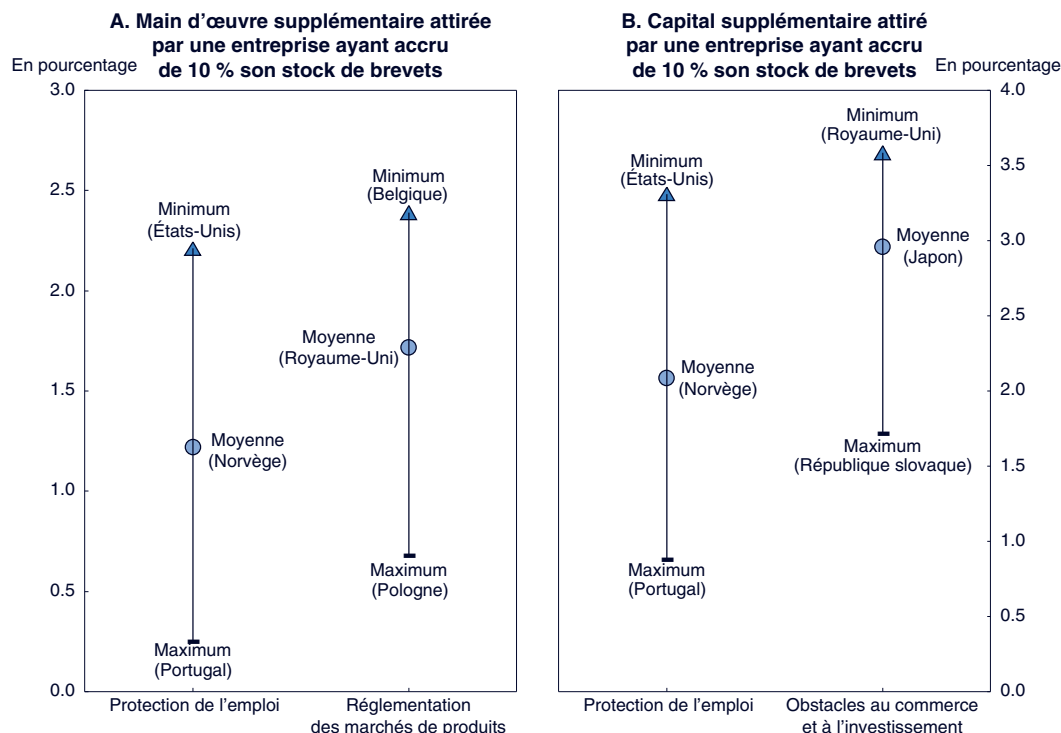 A. Main d’œuvre supplémentaire attirée
par une entreprise ayant accru
de 10 % son stock de brevets
En pourcentage
3.0
2.5
2.0
1.5
1.0
0.5
0.0
Minimum
(États-Unis)
Moyenne
(Norvège)
Maximum
(Portugal)
Minimum
(Belgique)
Moyenne
(Royaume-Uni)
Maximum
(Pologne)
Protection de l’emploi
Réglementation
des marchés de produits
B. Capital supplémentaire attiré
par une entreprise ayant accru
de 10 % son stock de brevets
En pourcentage
4.0
3.5
3.0
2.5
2.0
1.5
1.0
0.5
0.0
Minimum
(États-Unis)
Moyenne
(Norvège)
Maximum
(Portugal)
Minimum
(Royaume-Uni)
Moyenne
(Japon)
Maximum
(République slovaque)
Protection de l’emploi
Obstacles au commerce
et à l’investissement